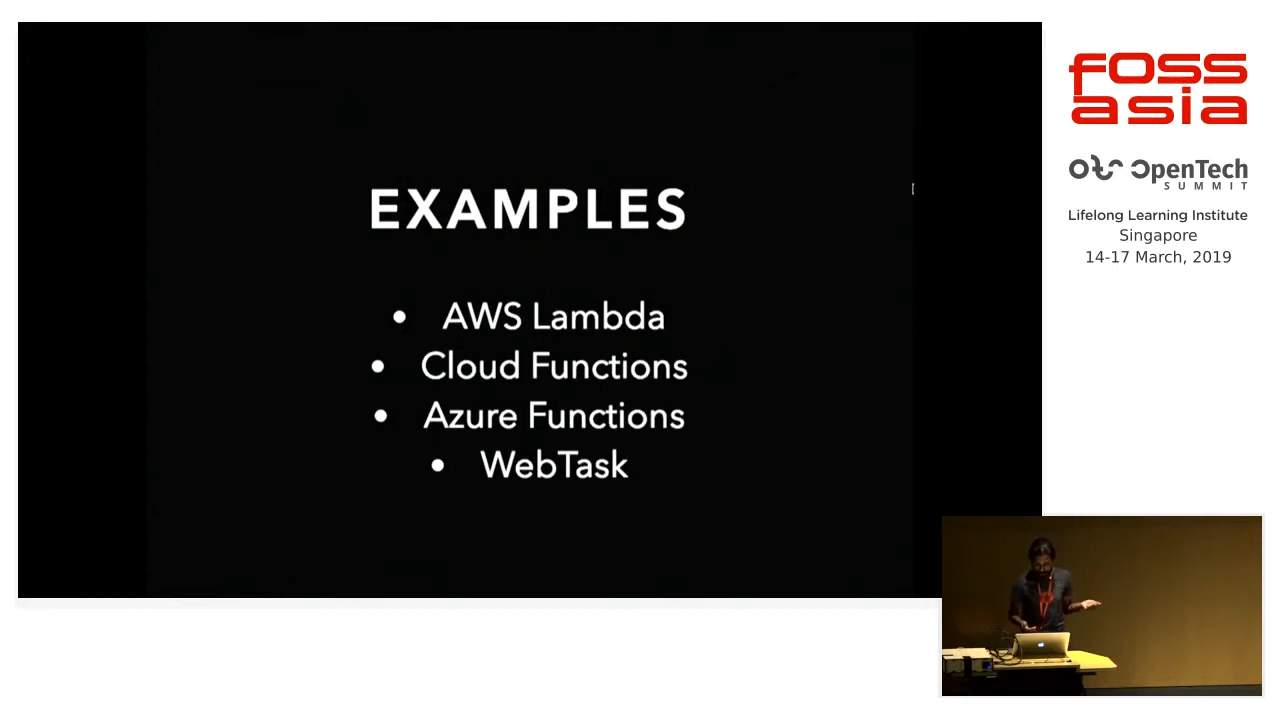 EXAMPLES
• AWS Lambda
• Cloud Functions
• Azure Functions
• WebTask
fOSS
asia
OTS OpenTech
SUMMIT
Lifelong Learning Institute
Singapore
14-17 March, 2019